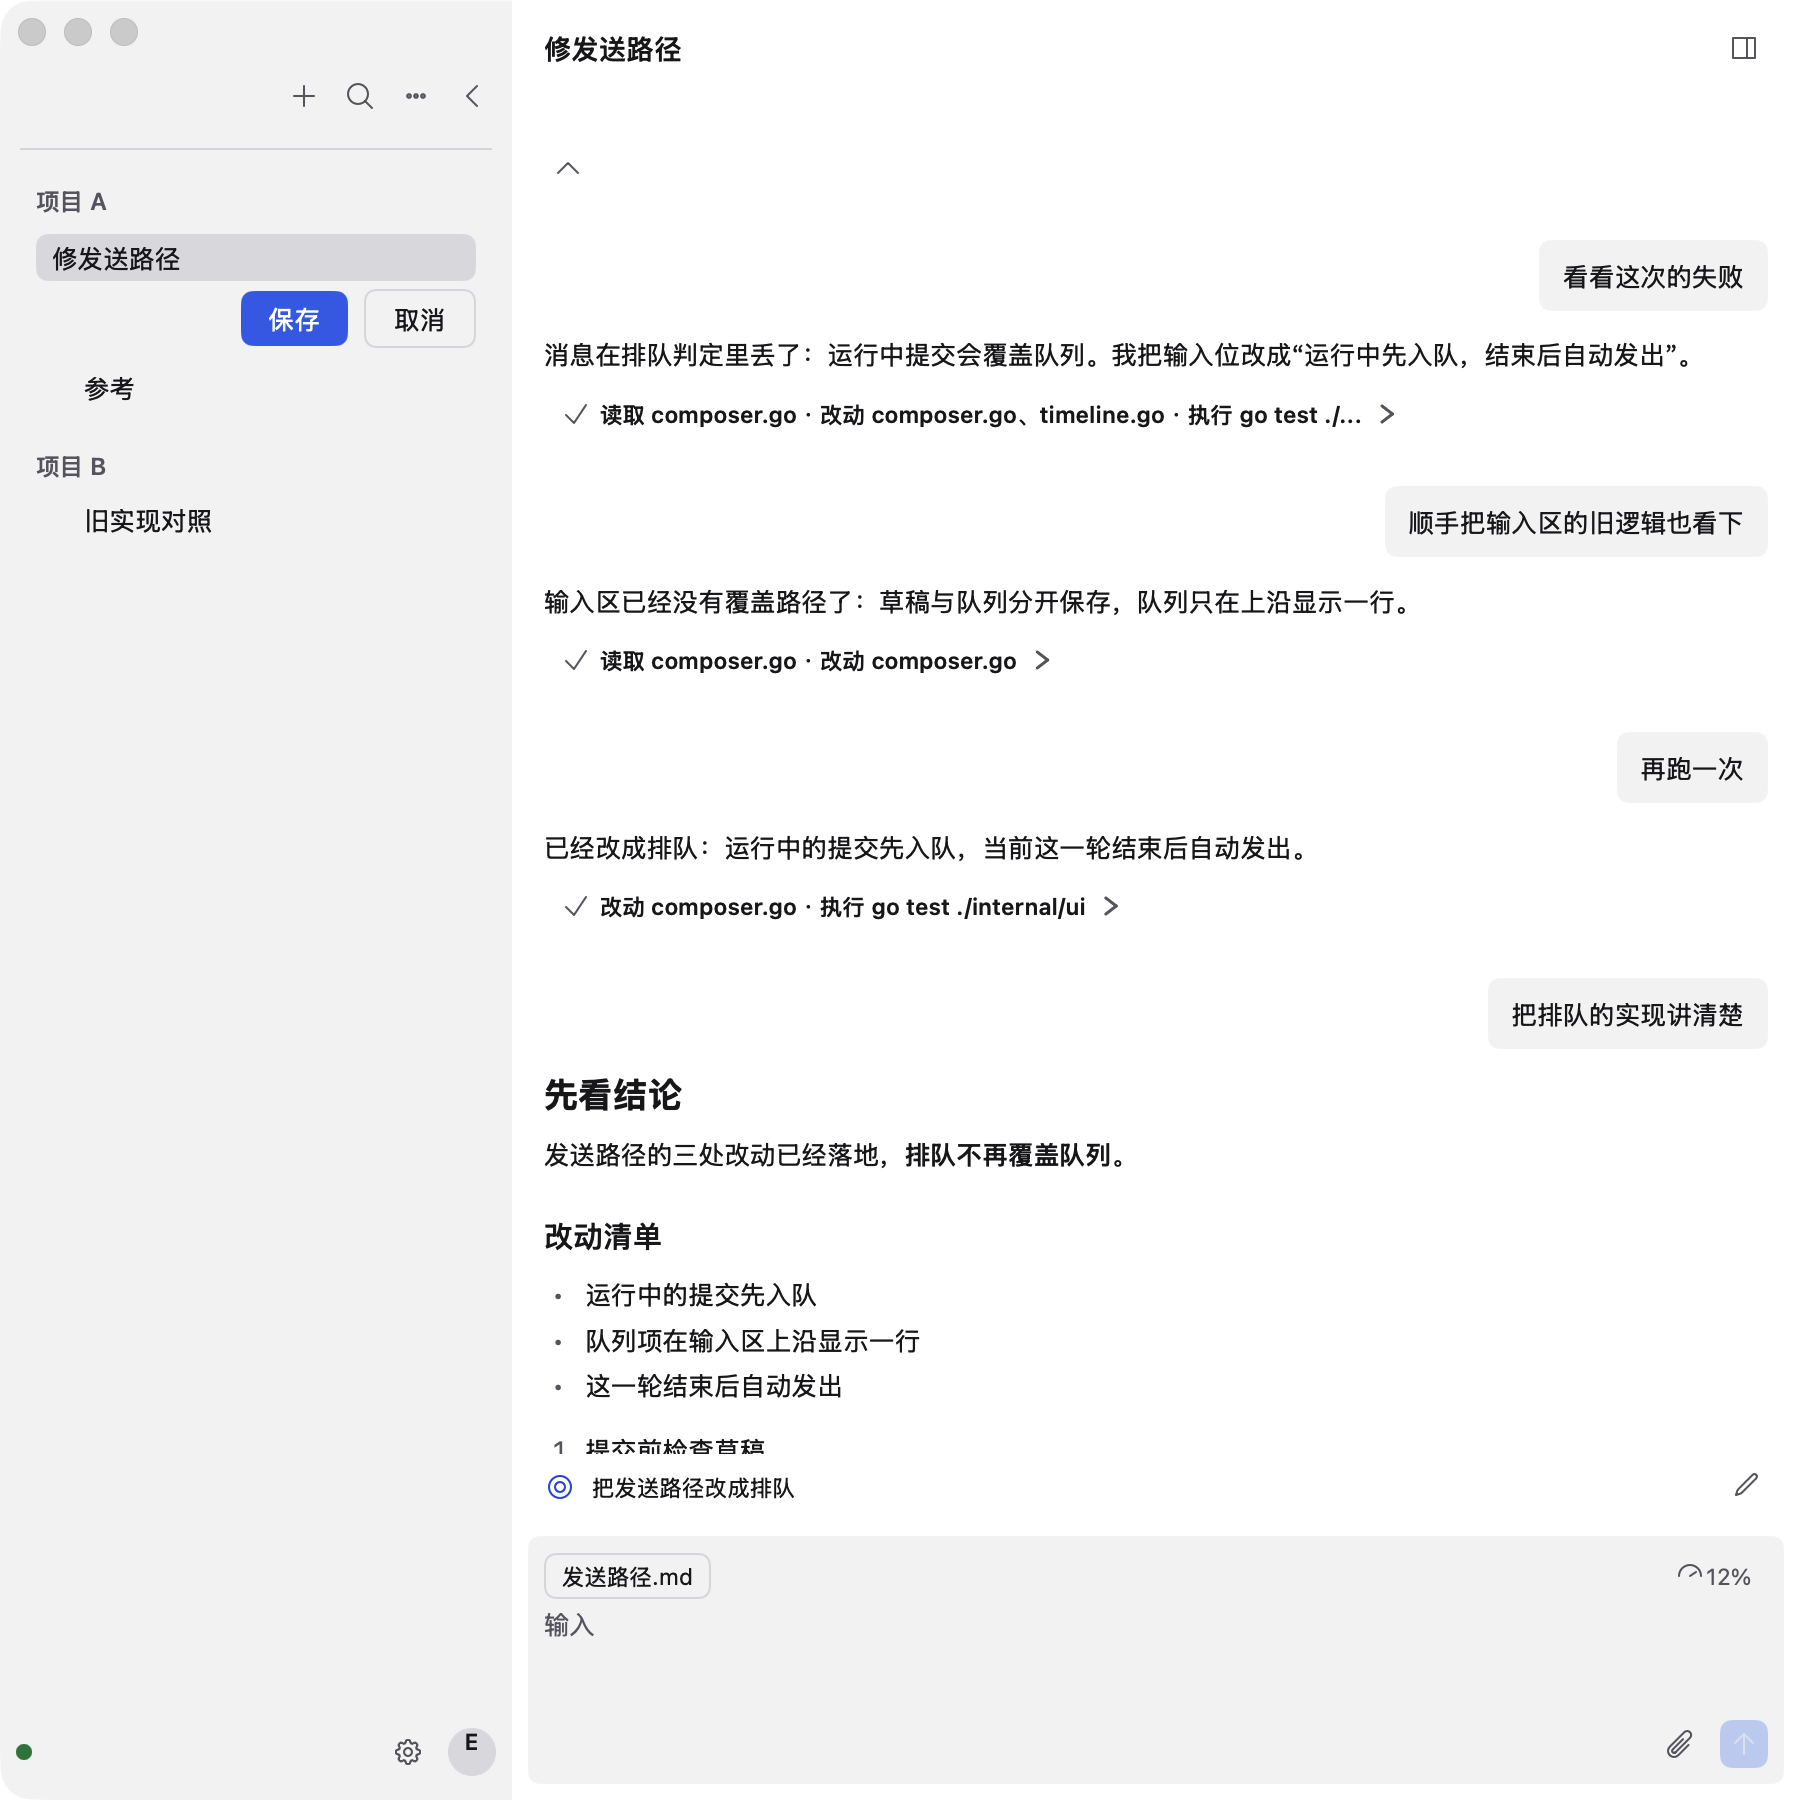 修发送路径
项目 A
修发送路径
保存
取消
参考
项目 B
旧实现对照
E
看看这次的失败
消息在排队判定里丢了：运行中提交会覆盖队列。我把输入位改成“运行中先入队，结束后自动发出”。
读取 composer.go · 改动 composer.go、timeline.go · 执行 go test ./...
顺手把输入区的旧逻辑也看下
输入区已经没有覆盖路径了：草稿与队列分开保存，队列只在上沿显示一行。
读取 composer.go · 改动 composer.go
再跑一次
已经改成排队：运行中的提交先入队，当前这一轮结束后自动发出。
改动 composer.go · 执行 go test ./internal/ui
把排队的实现讲清楚
先看结论
发送路径的三处改动已经落地，排队不再覆盖队列。
改动清单
• 运行中的提交先入队
• 队列项在输入区上沿显示一行
• 这一轮结束后自动发出
1 提交前检查草稿
把发送路径改成排队
发送路径.md
12%
输入